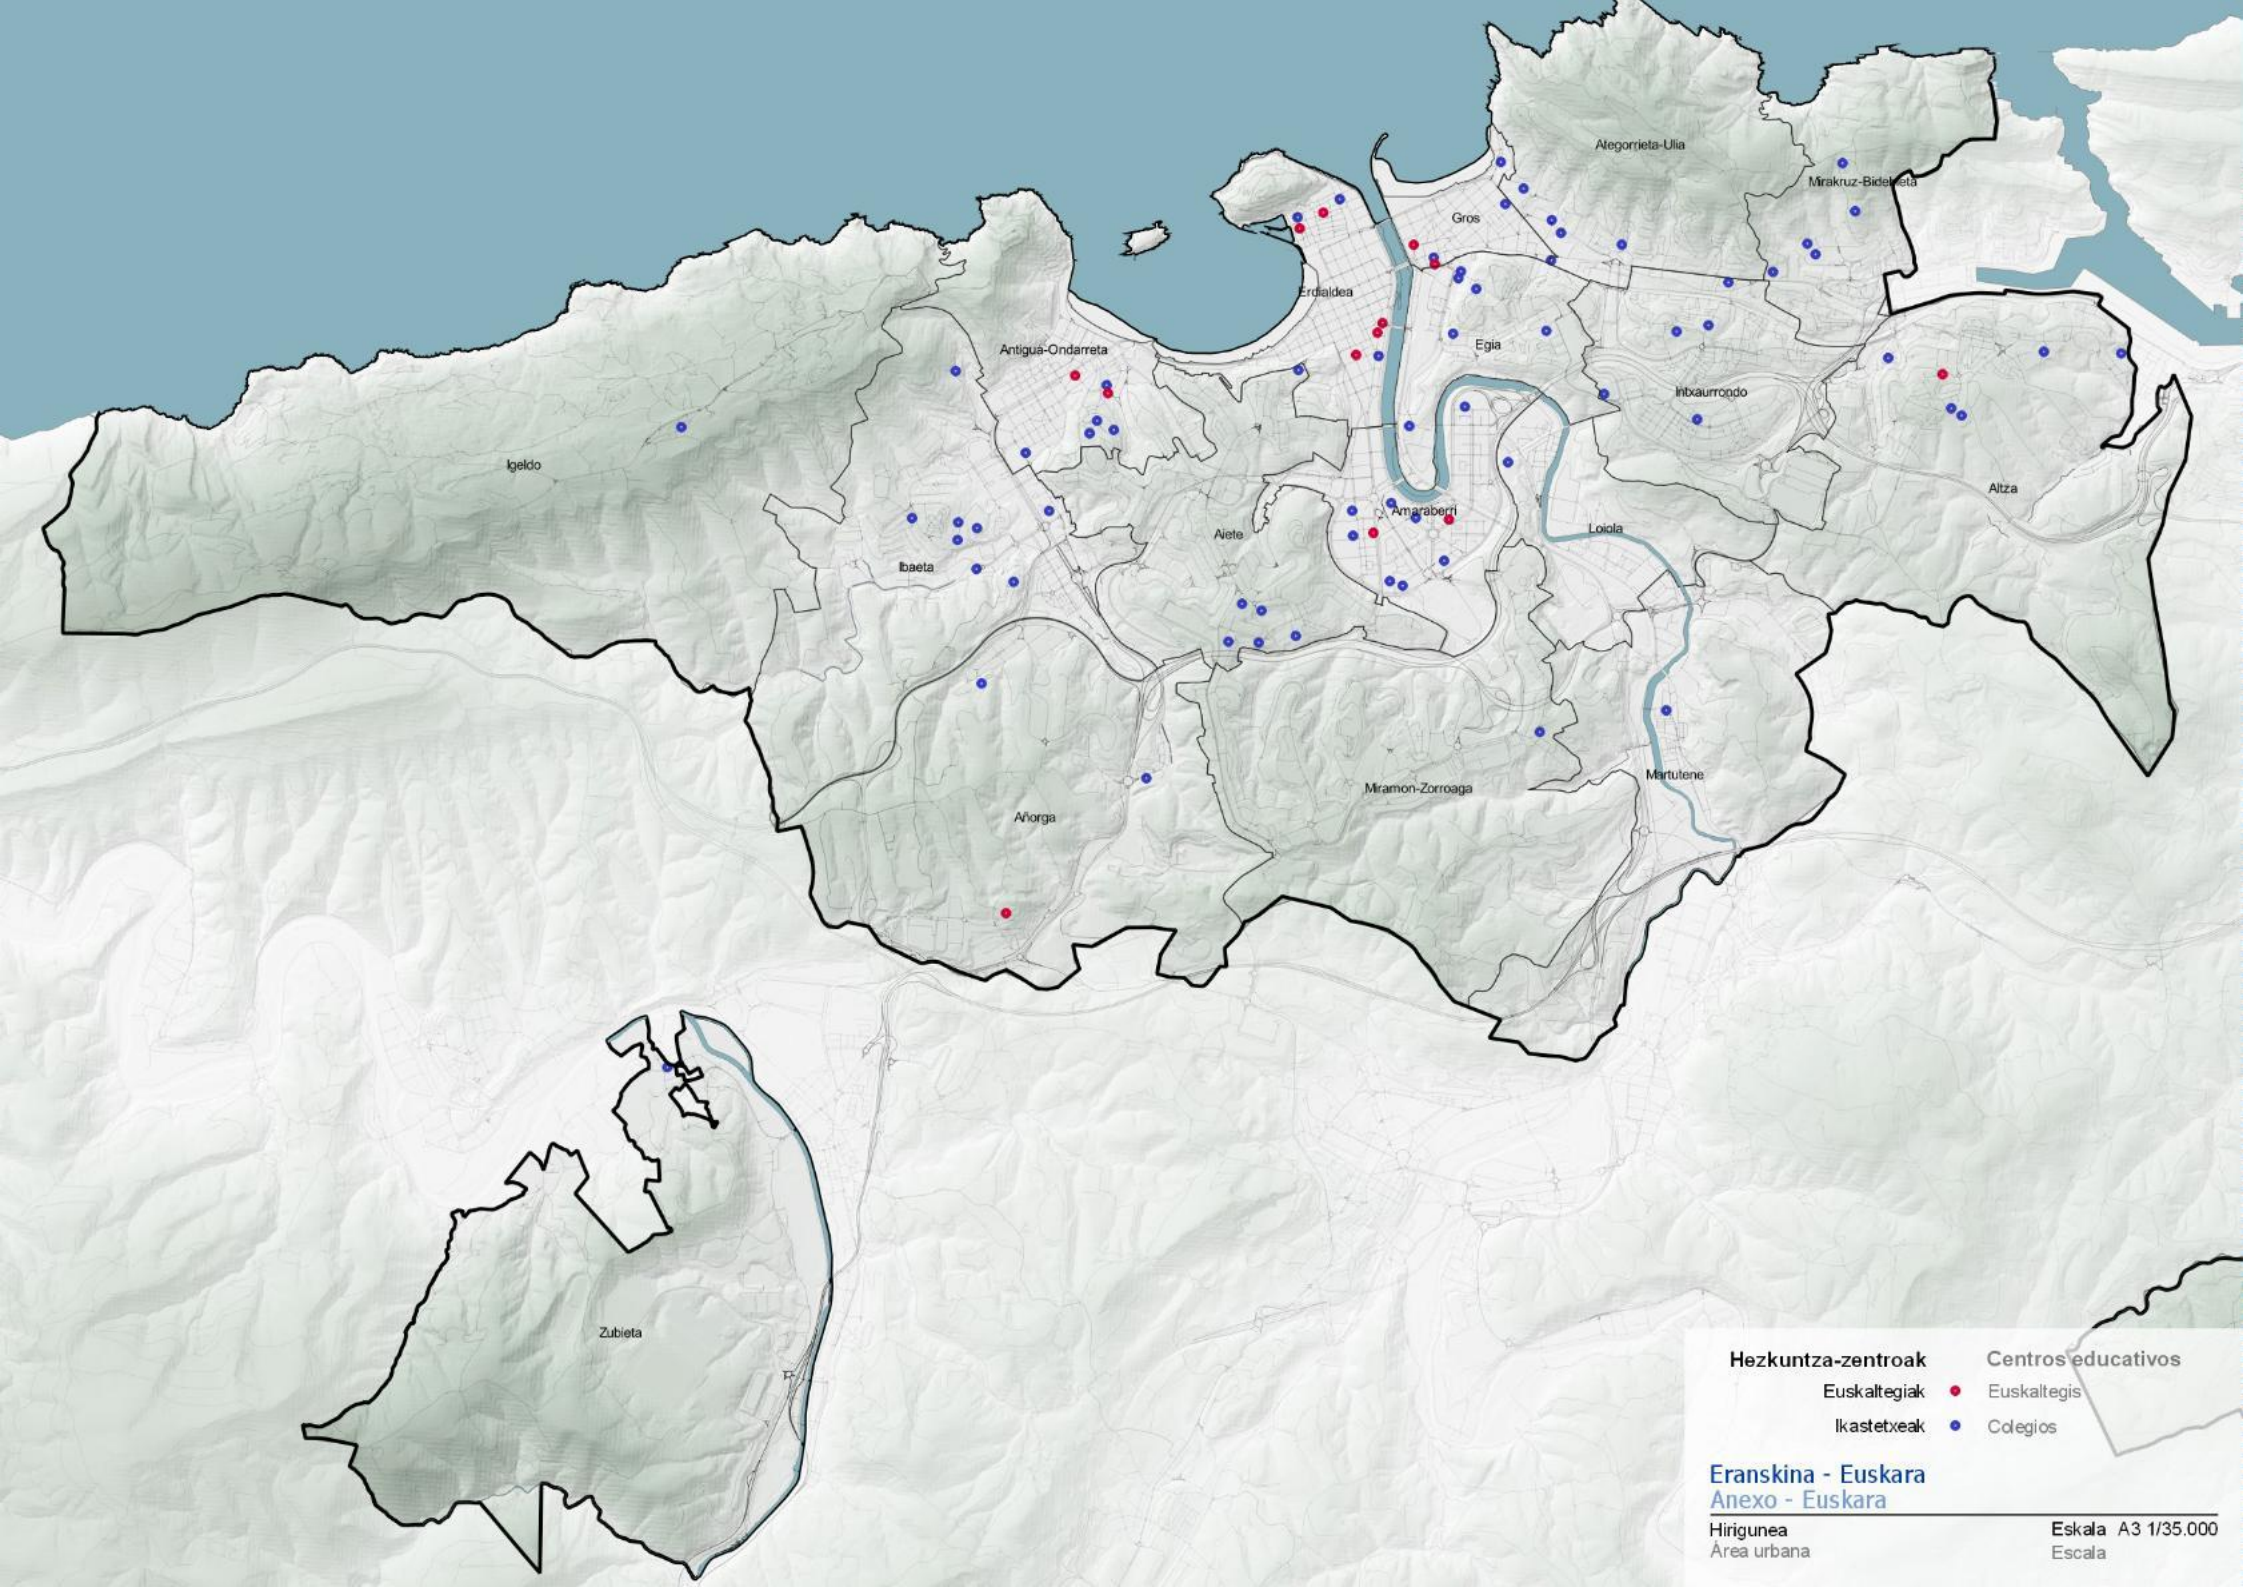 Ategorrieta-Ulia
Mirakruz-Bidebieta
Gros
Erdialdea
Egia
Antigua-Ondarreta
Intxaurrondo
Igeldo
Altza
Amaraberri
Loiola
Aiete
Ibaeta
Martutene
Miramon-Zorroaga
Añorga
Zubieta
Hezkuntza-zentroak Centros educativos
Euskaltegiak Euskaltegis
Ikastetxeak Colegios
Eranskina - Euskara
Anexo - Euskara
Hirigunea Eskala A3 1/35.000
Área urbana Escala